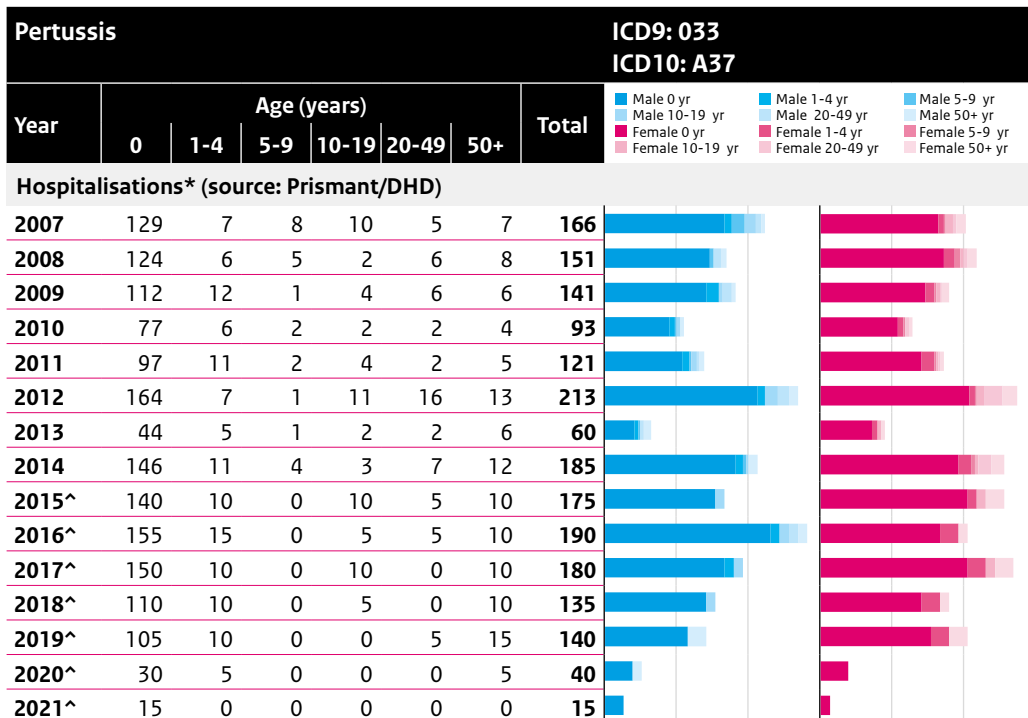 Pertussis ICD9: 033
ICD10: A37
Year Age (years) Total
0 1-4 5-9 10-19 20-49 50+
Male 0 yr Male 1-4 yr Male 5-9 yr
Male 10-19 yr Male 20-49 yr Male 50+ yr
Female 0 yr Female 1-4 yr Female 5-9 yr
Female 10-19 yr Female 20-49 yr Female 50+ yr
Hospitalisations* (source: Prismant/DHD)
2007 129 7 8 10 5 7 166
2008 124 6 5 2 6 8 151
2009 112 12 1 4 6 6 141
2010 77 6 2 2 2 4 93
2011 97 11 2 4 2 5 121
2012 164 7 1 11 16 13 213
2013 44 5 1 2 2 6 60
2014 146 11 4 3 7 12 185
2015^ 140 10 0 10 5 10 175
2016^ 155 15 0 5 5 10 190
2017^ 150 10 0 10 0 10 180
2018^ 110 10 0 5 0 10 135
2019^ 105 10 0 0 5 15 140
2020^ 30 5 0 0 0 5 40
2021^ 15 0 0 0 0 0 15